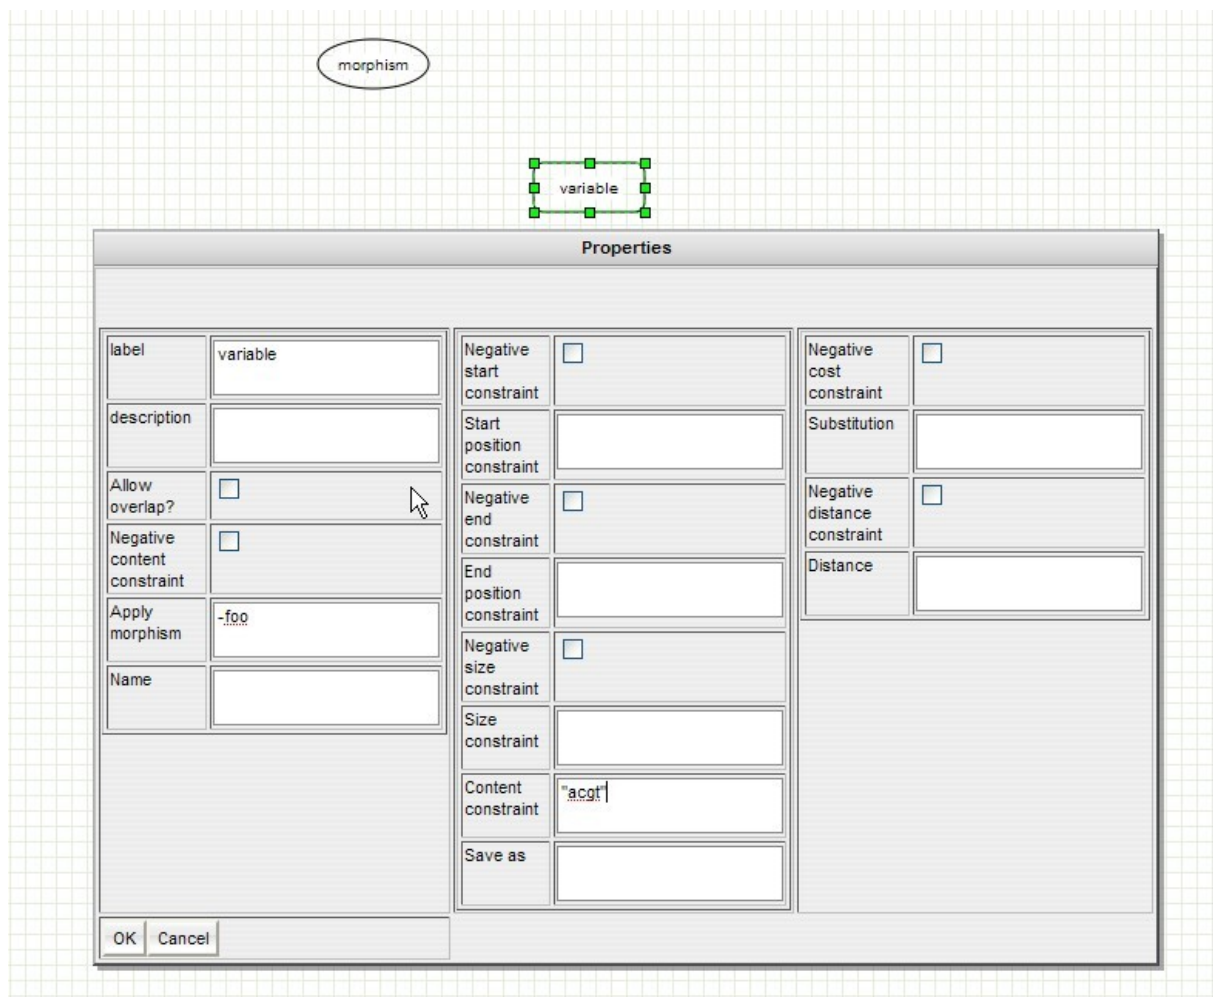 morphism
variable
Properties
label
variable
description
Allow
overlap?
Negative
content
constraint
Apply
morphism
-foo
Name
Negative
start
constraint
Start
position
constraint
Negative
end
constraint
End
position
constraint
Negative
size
constraint
Size
constraint
Content
constraint
"acgt"
Save as
Negative
cost
constraint
Substitution
Negative
distance
constraint
Distance
OK Cancel